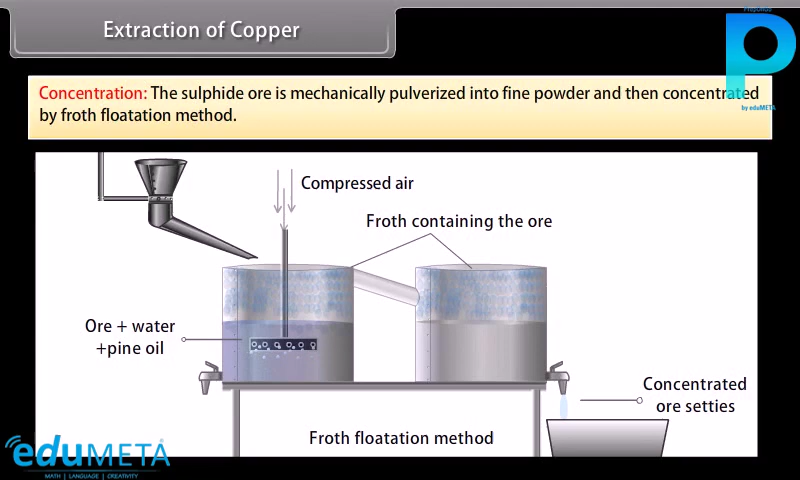 Extraction of Copper
Prepunds
P
by eduMETA
Concentration: The sulphide ore is mechanically pulverized into fine powder and then concentrated
by froth floatation method.
Compressed air
Froth containing the ore
Ore + water
+pine oil
Concentrated
ore setties
Froth floatation method
eduMETA
MATH | LANGUAGE | CREATIVITY